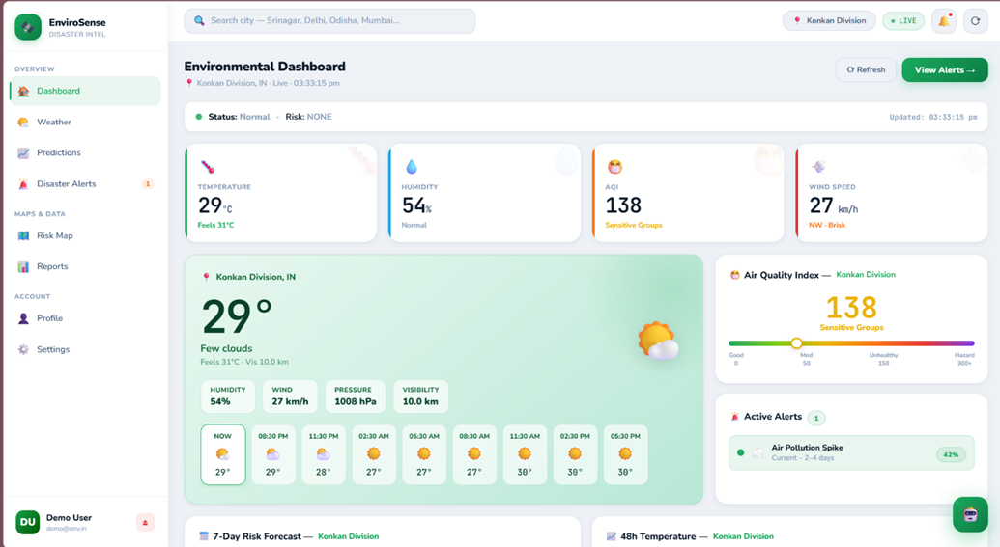 EnviroSense
DISASTER INTEL
Search city — Srinagar, Delhi, Odisha, Mumbai...
Konkan Division
LIVE
OVERVIEW
Dashboard
Weather
Predictions
Disaster Alerts 1
MAPS & DATA
Risk Map
Reports
ACCOUNT
Profile
Settings
DU
Demo User
demo@env.in
Environmental Dashboard
Konkan Division, IN · Live · 03:33:15 pm
Refresh
View Alerts →
Status: Normal · Risk: NONE
Updated: 03:33:15 pm
TEMPERATURE
29°C
Feels 31°C
HUMIDITY
54%
Normal
AQI
138
Sensitive Groups
WIND SPEED
27 km/h
NW · Brisk
Konkan Division, IN
29°
Few clouds
Feels 31°C · Vis 10.0 km
HUMIDITY
54%
WIND
27 km/h
PRESSURE
1008 hPa
VISIBILITY
10.0 km
NOW
29°
08:30 PM
29°
11:30 PM
28°
02:30 AM
27°
05:30 AM
27°
08:30 AM
27°
11:30 AM
30°
02:30 PM
30°
05:30 PM
30°
Air Quality Index — Konkan Division
138
Sensitive Groups
Good
0
Mod
50
Unhealthy
150
Hazard
300+
Active Alerts 1
Air Pollution Spike
Current – 2–4 days
42%
7-Day Risk Forecast — Konkan Division
48h Temperature — Konkan Division